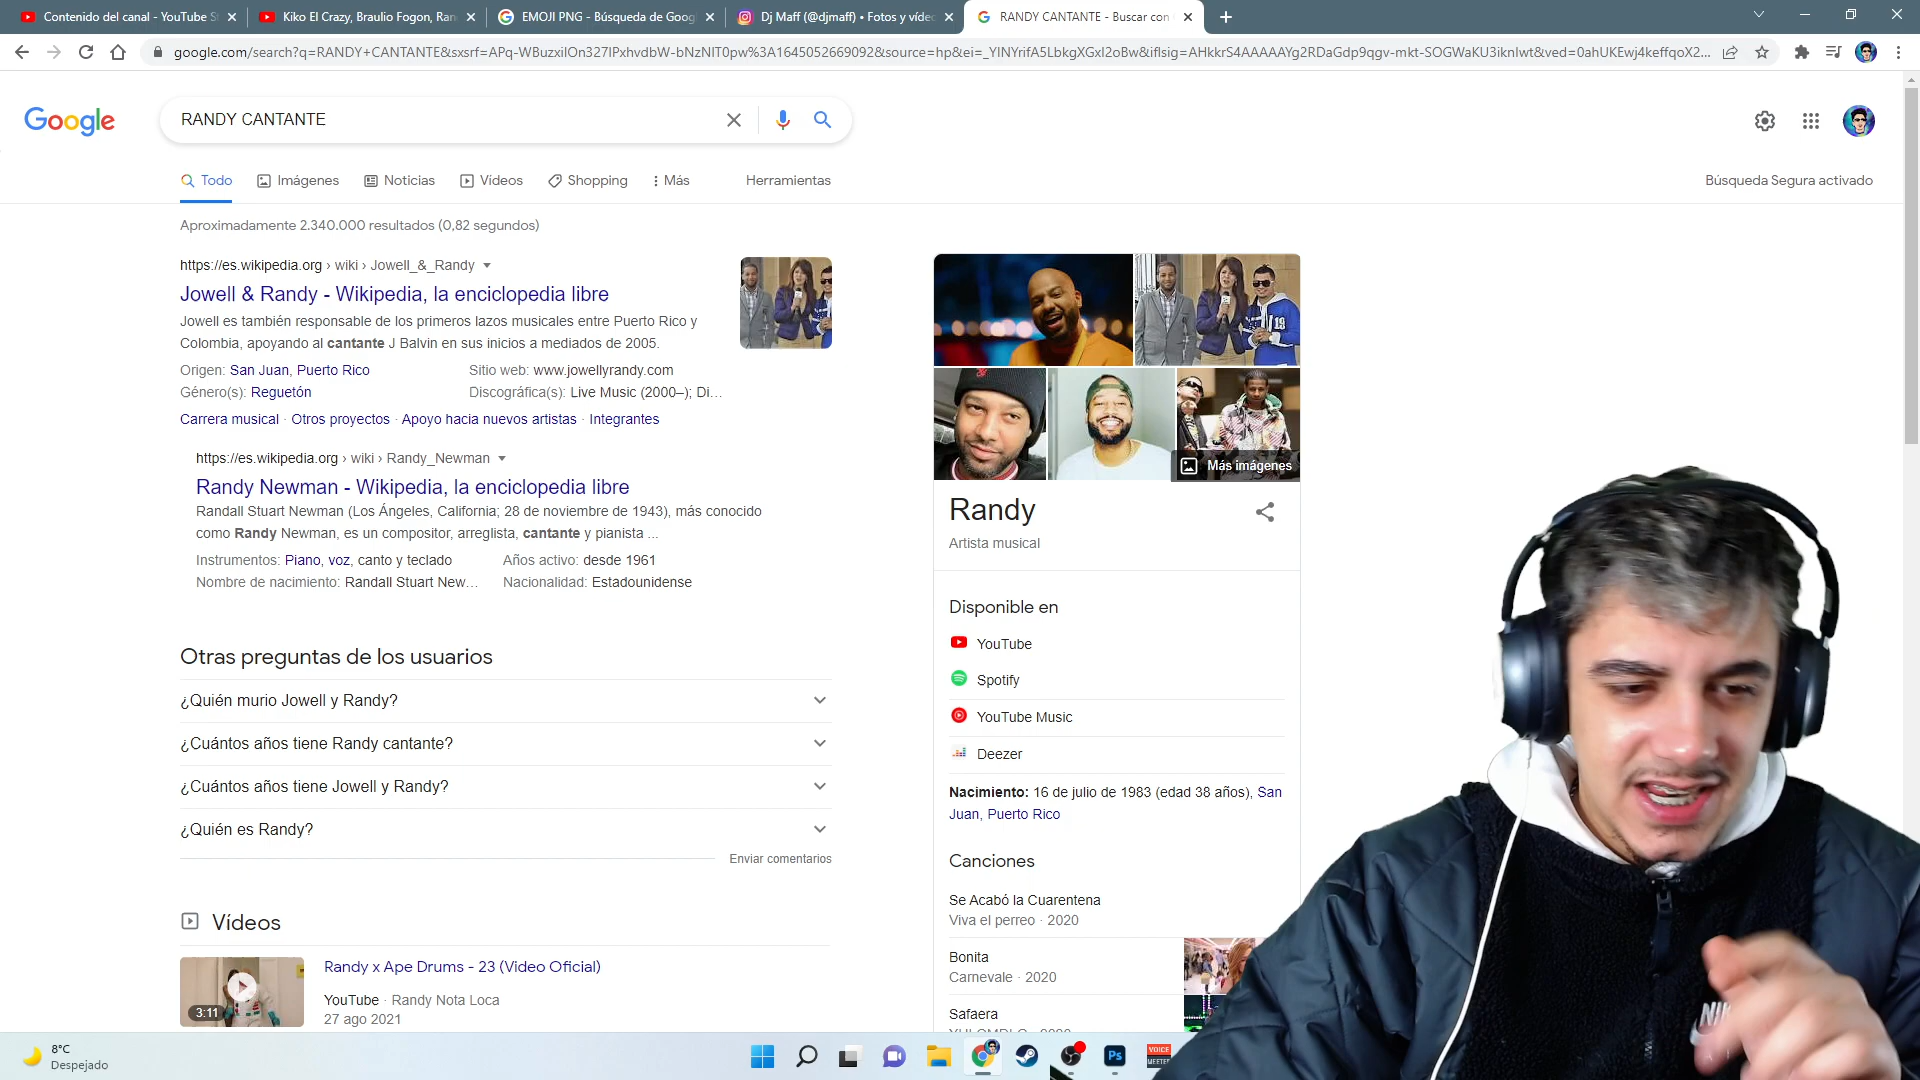 Contenido del canal - YouTube S
Kiko El Crazy, Braulio Fogon, Ran
EMOJI PNG - Búsqueda de Goog
Dj Maff (@djmaff) • Fotos y víde
RANDY CANTANTE - Buscar con
Google
RANDY CANTANTE
Todo
Imágenes
Noticias
Vídeos
Shopping
Más
Herramientas
Búsqueda Segura activado
Aproximadamente 2.340.000 resultados (0,82 segundos)
https://es.wikipedia.org › wiki › Jowell_&_Randy
Jowell & Randy - Wikipedia, la enciclopedia libre
Jowell es también responsable de los primeros lazos musicales entre Puerto Rico y
Colombia, apoyando al cantante J Balvin en sus inicios a mediados de 2005.
Origen: San Juan, Puerto Rico
Sitio web: www.jowellyrandy.com
Género(s): Reguetón
Discográfica(s): Live Music (2000–); Di…
Carrera musical · Otros proyectos · Apoyo hacia nuevos artistas · Integrantes
https://es.wikipedia.org › wiki › Randy_Newman
Randy Newman - Wikipedia, la enciclopedia libre
Randall Stuart Newman (Los Ángeles, California; 28 de noviembre de 1943), más conocido
como Randy Newman, es un compositor, arreglista, cantante y pianista ...
Instrumentos: Piano, voz, canto y teclado
Años activo: desde 1961
Nombre de nacimiento: Randall Stuart New…
Nacionalidad: Estadounidense
Otras preguntas de los usuarios
¿Quién murio Jowell y Randy?
¿Cuántos años tiene Randy cantante?
¿Cuántos años tiene Jowell y Randy?
¿Quién es Randy?
Enviar comentarios
Vídeos
Randy x Ape Drums - 23 (Video Oficial)
YouTube · Randy Nota Loca
27 ago 2021
3:11
19
Más imágenes
Randy
Artista musical
Disponible en
YouTube
Spotify
YouTube Music
Deezer
Nacimiento: 16 de julio de 1983 (edad 38 años), San
Juan, Puerto Rico
Canciones
Se Acabó la Cuarentena
Viva el perreo · 2020
Bonita
Carnevale · 2020
Safaera
8°C
Despejado
Ps
VOICE
MEETER